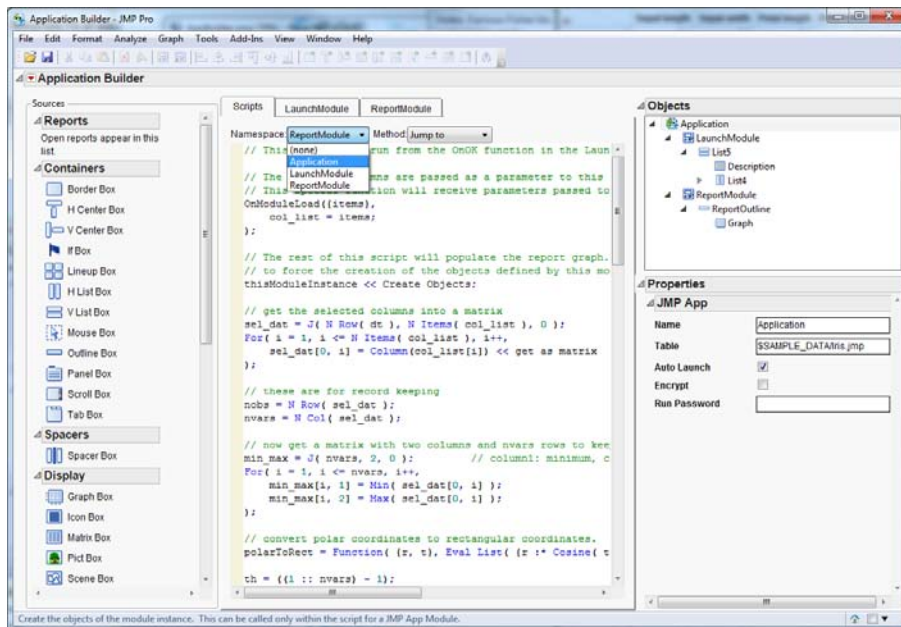 Application Builder - JMP Pro
File Edit Format Analyze Graph Tools Add-Ins View Window Help
Application Builder
Sources
Reports
Open reports appear in this
list
Containers
Border Box
H Center Box
V Center Box
If Box
Lineup Box
H List Box
V List Box
Mouse Box
Outline Box
Panel Box
Scroll Box
Tab Box
Spacers
Spacer Box
Display
Graph Box
Icon Box
Matrix Box
Pict Box
Scene Box
Scripts LaunchModule ReportModule
Namespace: ReportModule Method: Jump to
(none)
Application
LaunchModule
ReportModule
// This run from the OnOK function in the Laun
// The mns are passed as a parameter to this
// This ction will receive parameters passed to
OnModuleLoad({items},
col_list = items;
);
// The rest of this script will populate the report graph.
// to force the creation of the objects defined by this mo
thisModuleInstance << Create Objects;
// get the selected columns into a matrix
sel_dat = J( N Row( dt ), N Items( col_list ), 0 );
For( i = 1, i <= N Items( col_list ), i++,
sel_dat[0, i] = Column(col_list[i]) << get as matrix
);
// these are for record keeping
nobs = N Row( sel_dat );
nvars = N Col( sel_dat );
// now get a matrix with two columns and nvars rows to kee
min_max = J( nvars, 2, 0 ); // column1: minimum, c
For( i = 1, i <= nvars, i++,
min_max[i, 1] = Min( sel_dat[0, i] );
min_max[i, 2] = Max( sel_dat[0, i] );
);
// convert polar coordinates to rectangular coordinates.
polarToRect = Function( {r, t}, Eval List( {r :* Cosine( t
th = ((1 :: nvars) - 1);
Objects
Application
LaunchModule
List5
Description
List4
ReportModule
ReportOutline
Graph
Properties
JMP App
Name Application
Table $SAMPLE_DATA/Iris.jmp
Auto Launch
Encrypt
Run Password
Create the objects of the module instance. This can be called only within the script for a JMP App Module.